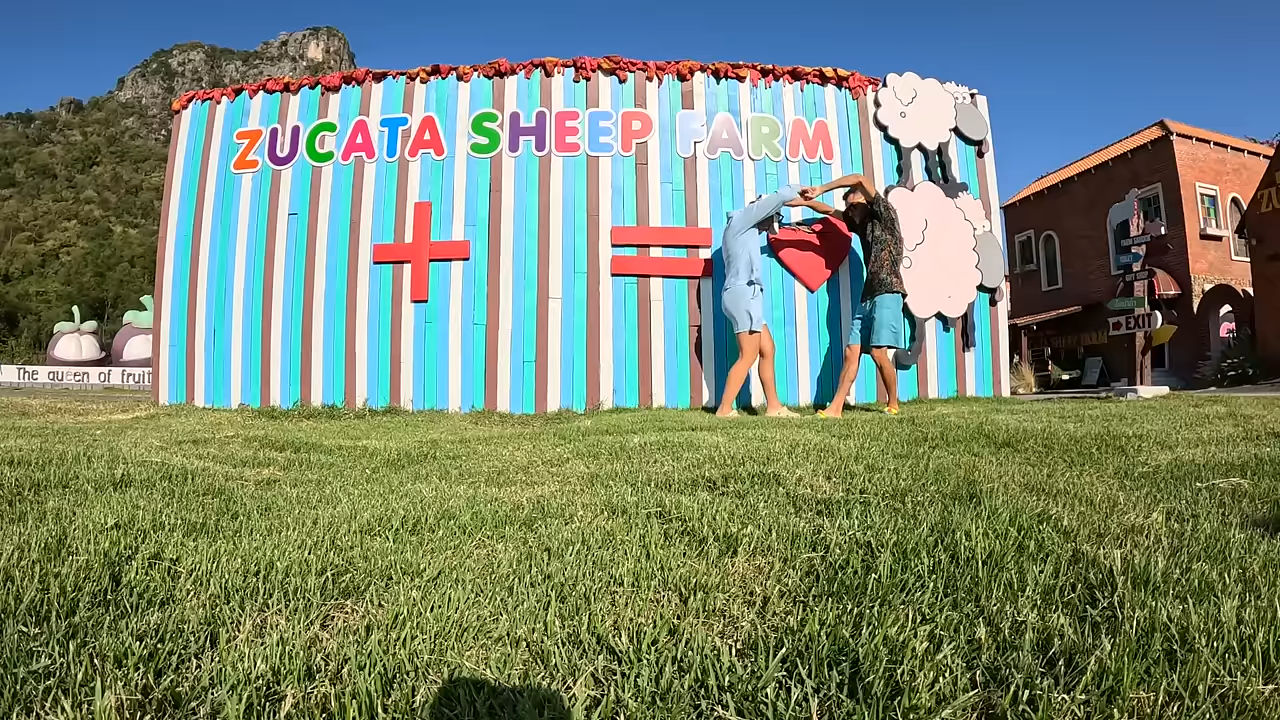 ZUCATA SHEEP FARM
+ =
The queen of fruit
EXIT